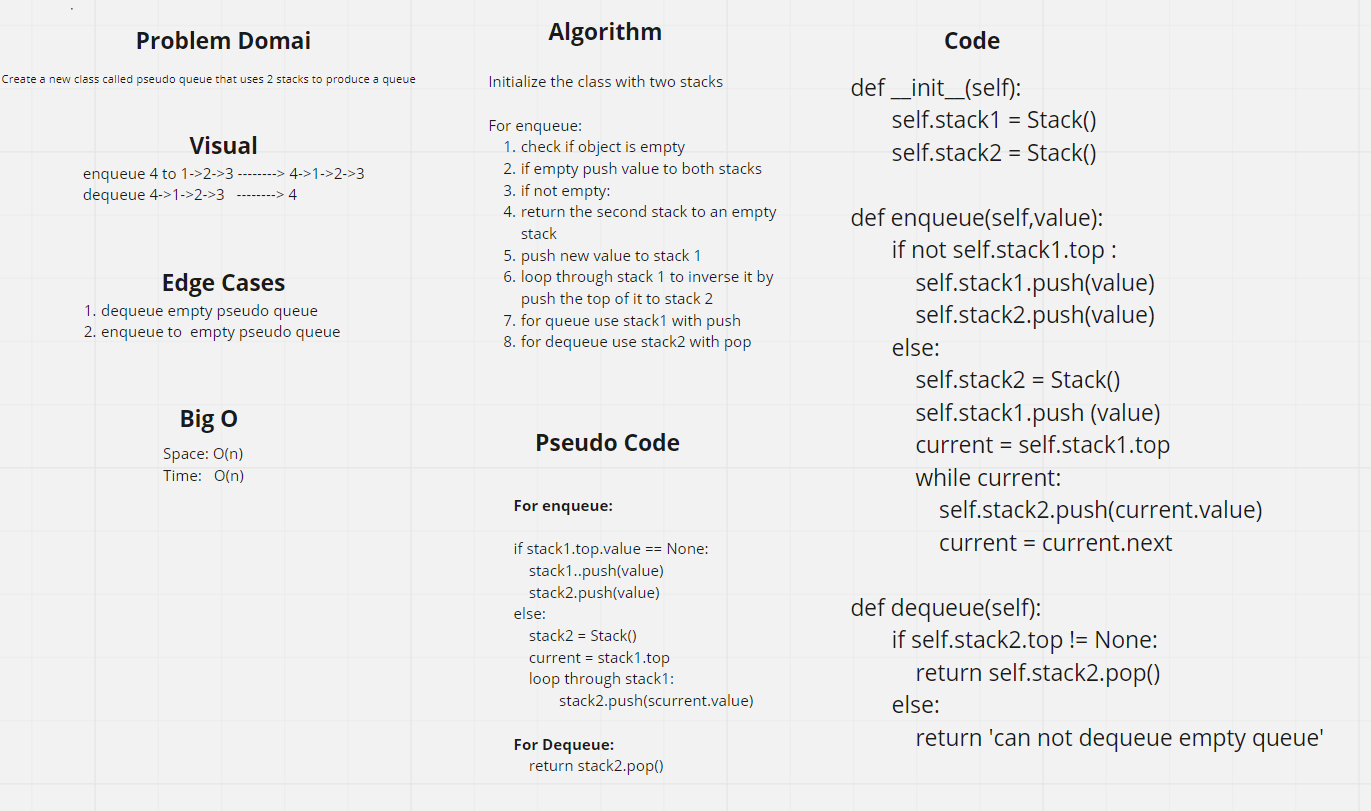 Problem Domai
Create a new class called pseudo queue that uses 2 stacks to produce a queue
Visual
enqueue 4 to 1->2->3 --------> 4->1->2->3
dequeue 4->1->2->3 --------> 4
Edge Cases
1. dequeue empty pseudo queue
2. enqueue to empty pseudo queue
Big O
Space: O(n)
Time: O(n)
Algorithm
Initialize the class with two stacks
For enqueue:
1. check if object is empty
2. if empty push value to both stacks
3. if not empty:
4. return the second stack to an empty
stack
5. push new value to stack 1
6. loop through stack 1 to inverse it by
push the top of it to stack 2
7. for queue use stack1 with push
8. for dequeue use stack2 with pop
Pseudo Code
For enqueue:
if stack1.top.value == None:
stack1..push(value)
stack2.push(value)
else:
stack2 = Stack()
current = stack1.top
loop through stack1:
stack2.push(scurrent.value)
For Dequeue:
return stack2.pop()
Code
def __init__(self):
self.stack1 = Stack()
self.stack2 = Stack()
def enqueue(self,value):
if not self.stack1.top :
self.stack1.push(value)
self.stack2.push(value)
else:
self.stack2 = Stack()
self.stack1.push (value)
current = self.stack1.top
while current:
self.stack2.push(current.value)
current = current.next
def dequeue(self):
if self.stack2.top != None:
return self.stack2.pop()
else:
return 'can not dequeue empty queue'